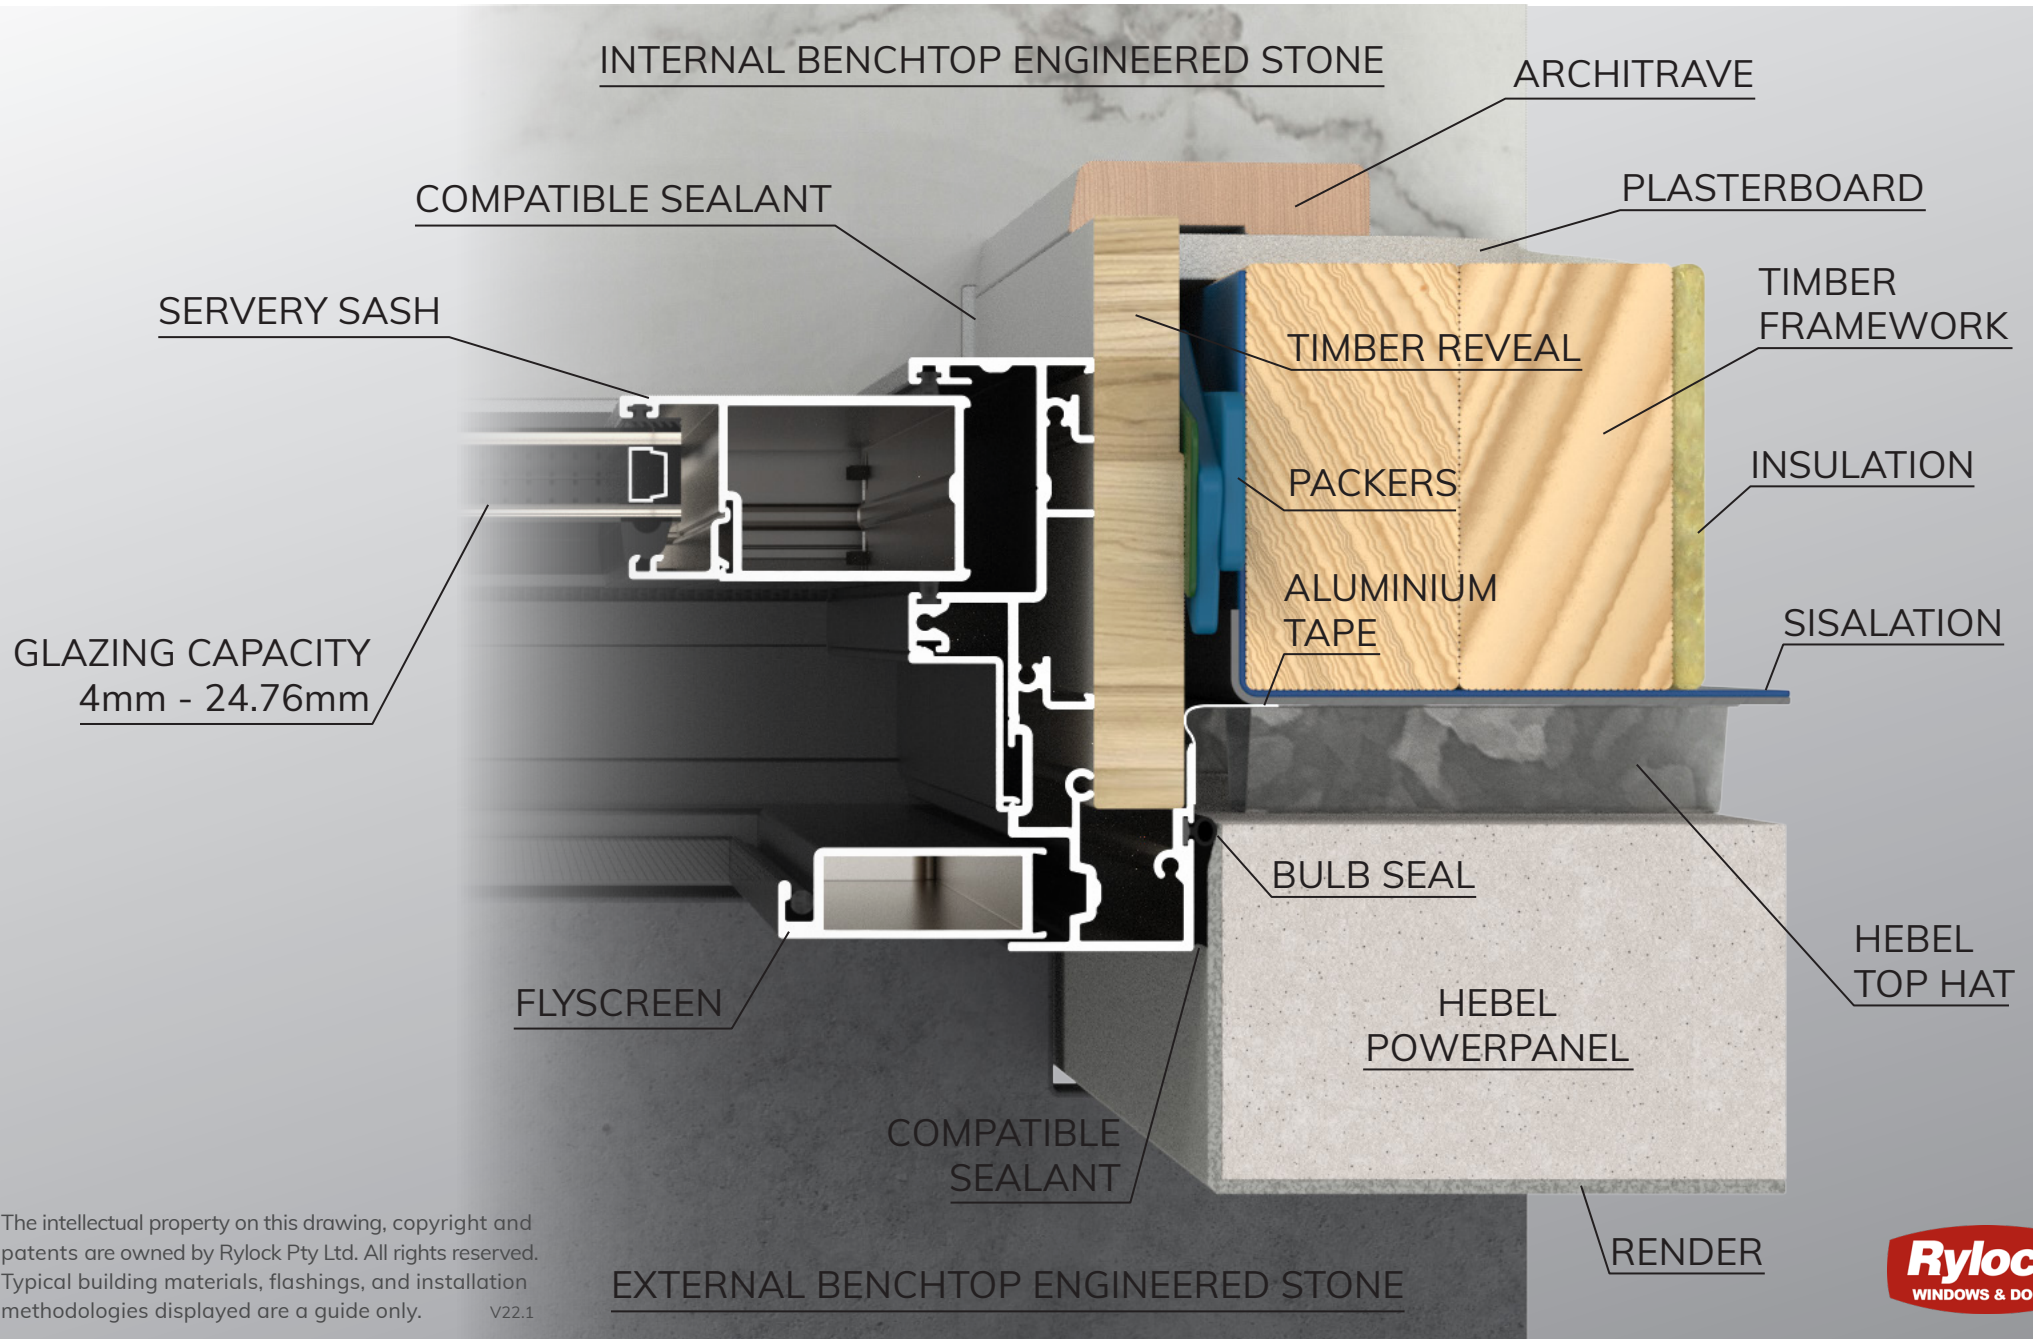 INTERNAL BENCHTOP ENGINEERED STONE
ARCHITRAVE
COMPATIBLE SEALANT
PLASTERBOARD
SERVERY SASH
TIMBER
FRAMEWORK
TIMBER REVEAL
INSULATION
PACKERS
ALUMINIUM
TAPE
SISALATION
GLAZING CAPACITY
4mm - 24.76mm
BULB SEAL
HEBEL
TOP HAT
FLYSCREEN
HEBEL
POWERPANEL
COMPATIBLE
SEALANT
RENDER
EXTERNAL BENCHTOP ENGINEERED STONE
The intellectual property on this drawing, copyright and
patents are owned by Rylock Pty Ltd. All rights reserved.
Typical building materials, flashings, and installation
methodologies displayed are a guide only. V22.1
Ryloc
WINDOWS & DO